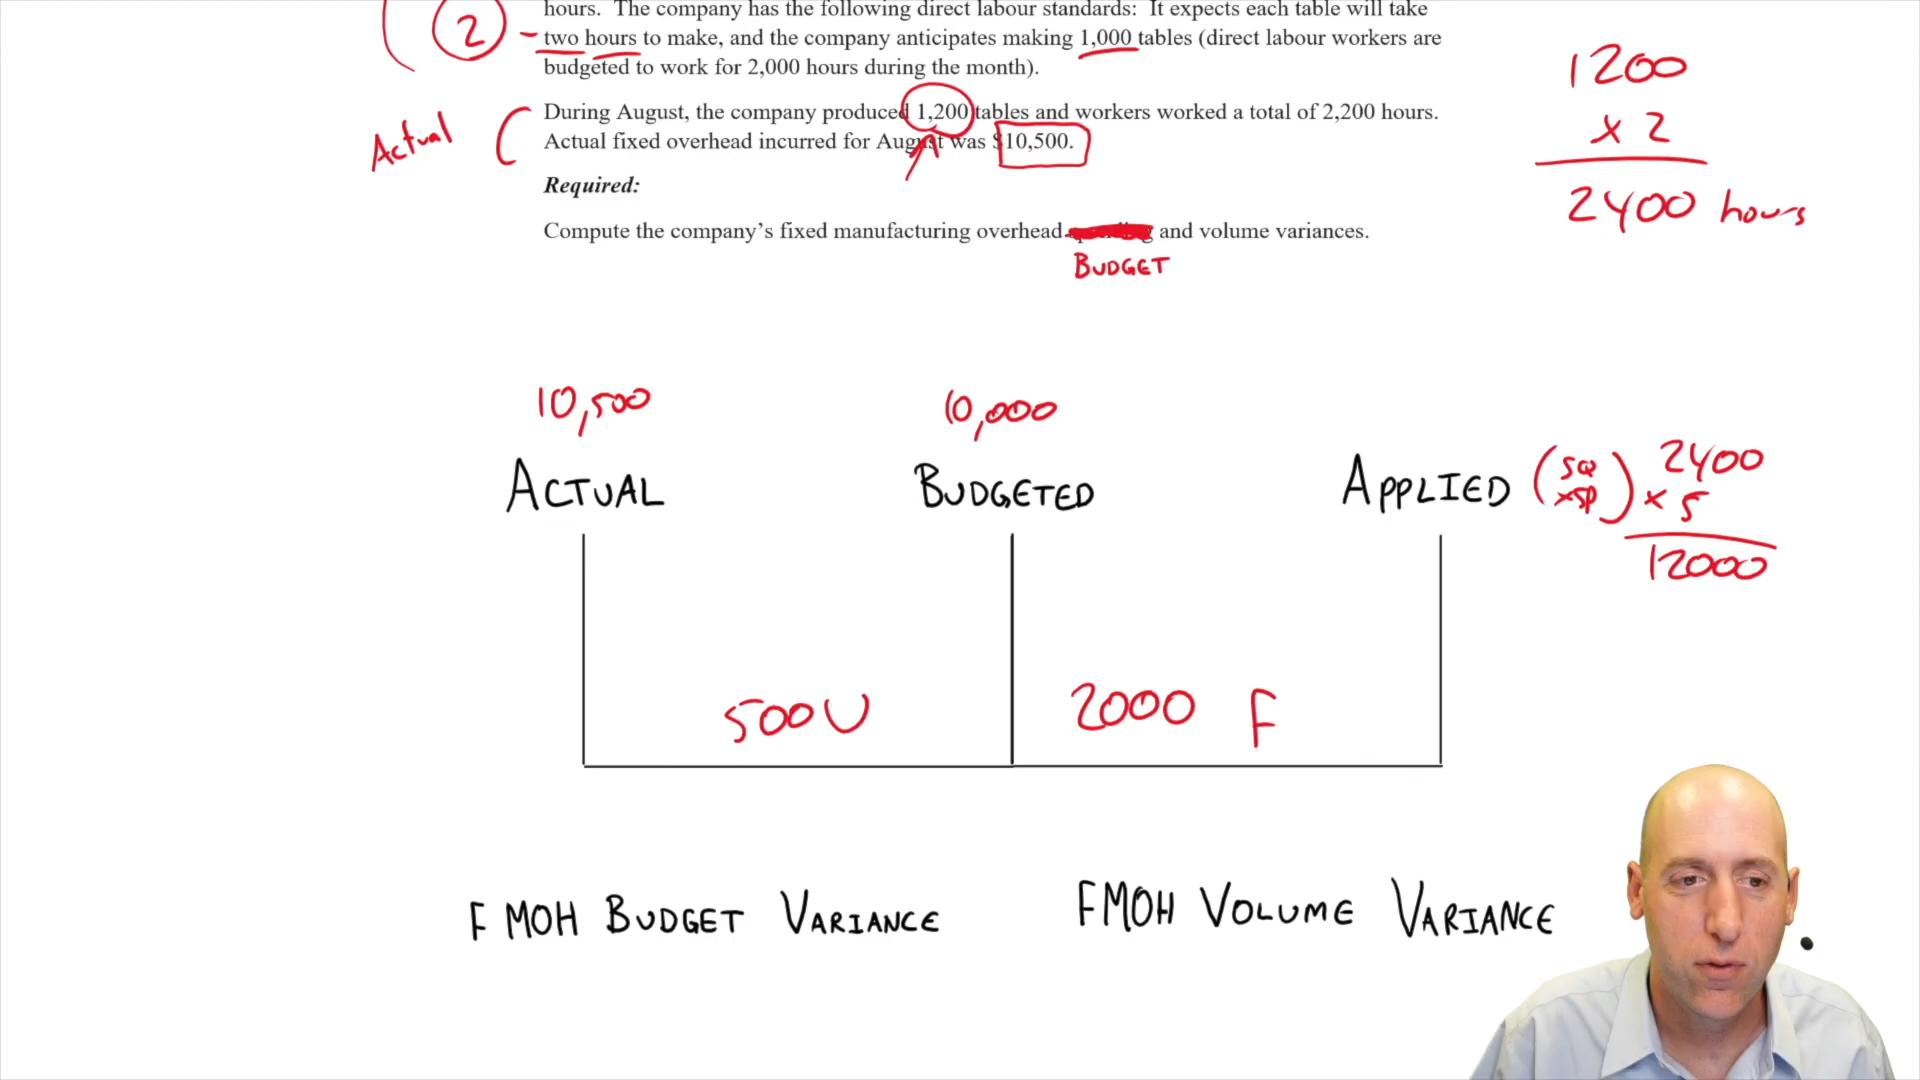 hours. The company has the following direct labour standards: It expects each table will take
2 - two hours to make, and the company anticipates making 1,000 tables (direct labour workers are
budgeted to work for 2,000 hours during the month).
During August, the company produced 1,200 tables and workers worked a total of 2,200 hours.
Actual
Actual fixed overhead incurred for August was $10,500.
Required:
Compute the company's fixed manufacturing overhead and volume variances.
BUDGET
1200
x 2
2400 hours
10,500
10,000
ACTUAL
BUDGETED
APPLIED (SQ
xSP)
2400
x 5
12000
500U
2000 F
FMOH BUDGET VARIANCE
FMOH VOLUME VARIANCE